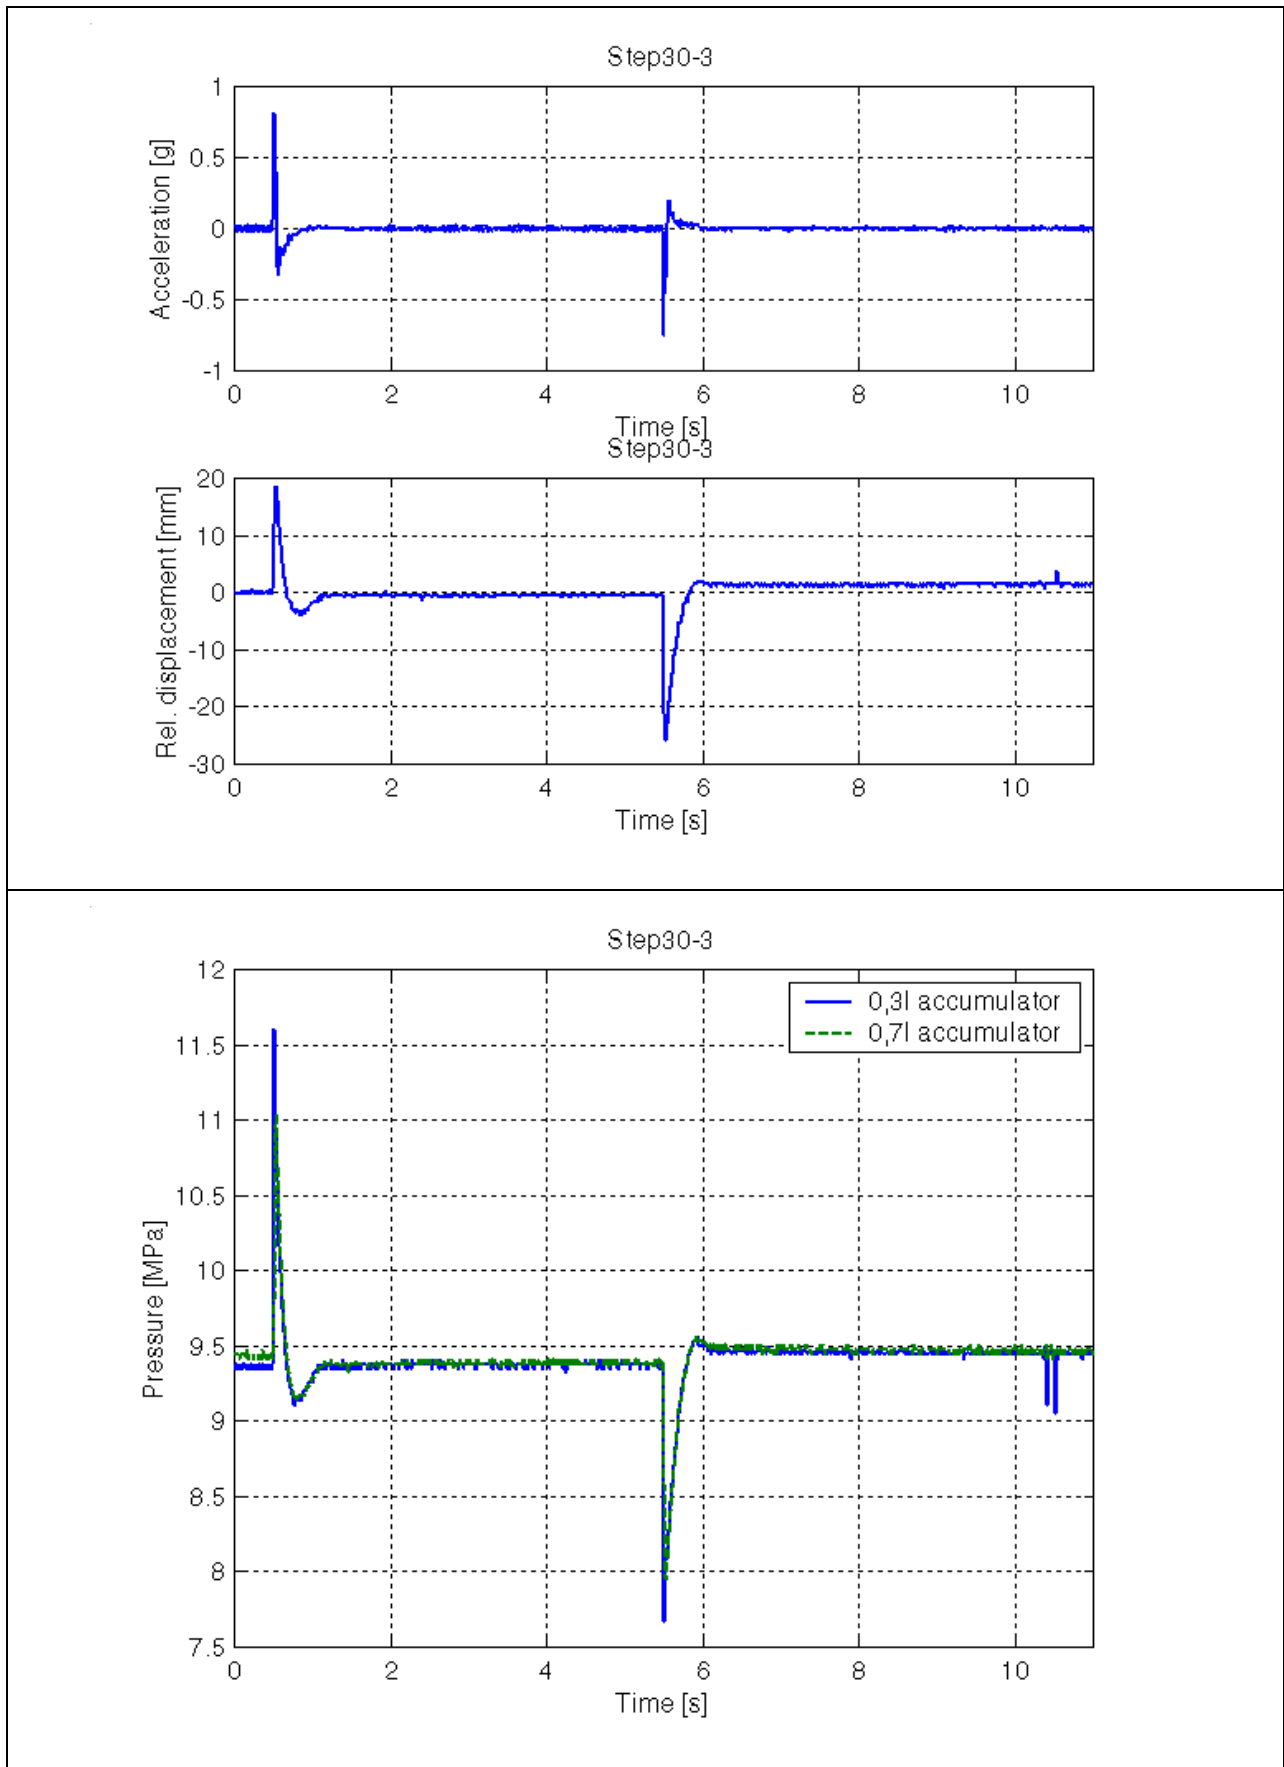 Step30-3
1
0.5
0
-0.5
-1
Acceleration [g]
0 2 4 6 8 10
Time [s]
Step30-3
20
10
0
-10
-20
-30
Rel. displacement [mm]
0 2 4 6 8 10
Time [s]
Step30-3
12
11.5
11
10.5
10
9.5
9
8.5
8
7.5
Pressure [MPa]
0,3l accumulator
0,7l accumulator
0 2 4 6 8 10
Time [s]